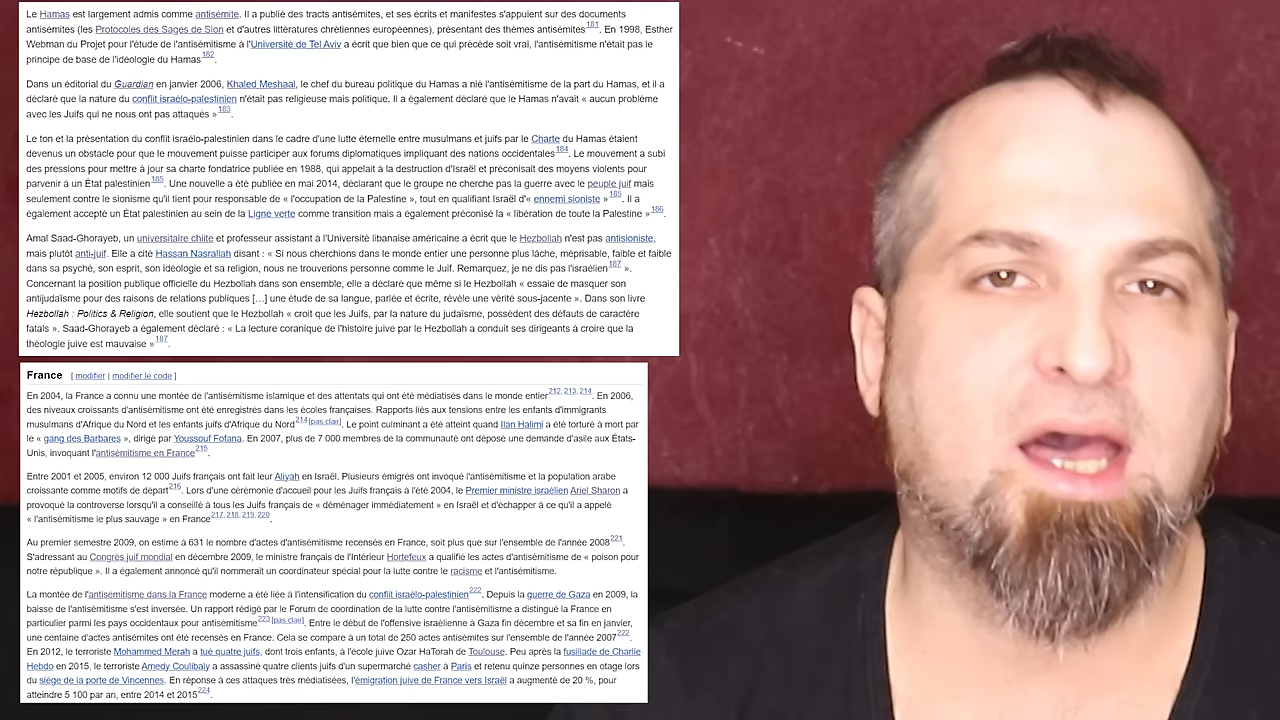 Le Hamas est largement admis comme antisémite. Il a publié des tracts antisémites, et ses écrits et manifestes s'appuient sur des documents
antisémites (les Protocoles des Sages de Sion et d'autres littératures chrétiennes européennes), présentant des thèmes antisémites181. En 1998, Esther
Webman du Projet pour l'étude de l'antisémitisme à l'Université de Tel Aviv a écrit que bien que ce qui précède soit vrai, l'antisémitisme n'était pas le
principe de base de l'idéologie du Hamas182.
Dans un éditorial du Guardian en janvier 2006, Khaled Meshaal, le chef du bureau politique du Hamas a nié l'antisémitisme de la part du Hamas, et il a
déclaré que la nature du conflit israélo-palestinien n'était pas religieuse mais politique. Il a également déclaré que le Hamas n'avait « aucun problème
avec les Juifs qui ne nous ont pas attaqués »183.
Le ton et la présentation du conflit israélo-palestinien dans le cadre d'une lutte éternelle entre musulmans et juifs par le Charte du Hamas étaient
devenus un obstacle pour que le mouvement puisse participer aux forums diplomatiques impliquant des nations occidentales184. Le mouvement a subi
des pressions pour mettre à jour sa charte fondatrice publiée en 1988, qui appelait à la destruction d'Israël et préconisait des moyens violents pour
parvenir à un État palestinien185. Une nouvelle a été publiée en mai 2014, déclarant que le groupe ne cherche pas la guerre avec le peuple juif mais
seulement contre le sionisme qu'il tient pour responsable de « l'occupation de la Palestine », tout en qualifiant Israël d'« ennemi sioniste »185. Il a
également accepté un État palestinien au sein de la Ligne verte comme transition mais a également préconisé la « libération de toute la Palestine »186.
Amal Saad-Ghorayeb, un universitaire chiite et professeur assistant à l'Université libanaise américaine a écrit que le Hezbollah n'est pas antisioniste,
mais plutôt anti-juif. Elle a cité Hassan Nasrallah disant : « Si nous cherchions dans le monde entier une personne plus lâche, méprisable, faible et faible
dans sa psyché, son esprit, son idéologie et sa religion, nous ne trouverions personne comme le Juif. Remarquez, je ne dis pas l'israélien187 ».
Concernant la position publique officielle du Hezbollah dans son ensemble, elle a déclaré que même si le Hezbollah « essaie de masquer son
antijudaïsme pour des raisons de relations publiques […] une étude de sa langue, parlée et écrite, révèle une vérité sous-jacente ». Dans son livre
Hezbollah : Politics & Religion, elle soutient que le Hezbollah « croit que les Juifs, par la nature du judaïsme, possèdent des défauts de caractère
fatals ». Saad-Ghorayeb a également déclaré : « La lecture coranique de l'histoire juive par le Hezbollah a conduit ses dirigeants à croire que la
théologie juive est mauvaise »187.
France [ modifier | modifier le code ]
En 2004, la France a connu une montée de l'antisémitisme islamique et des attentats qui ont été médiatisés dans le monde entier212, 213, 214. En 2006,
des niveaux croissants d'antisémitisme ont été enregistrés dans les écoles françaises. Rapports liés aux tensions entre les enfants d'immigrants
musulmans d'Afrique du Nord et les enfants juifs d'Afrique du Nord214 [pas clair]. Le point culminant a été atteint quand Ilan Halimi a été torturé à mort par
le « gang des Barbares », dirigé par Youssouf Fofana. En 2007, plus de 7 000 membres de la communauté ont déposé une demande d'asile aux États-
Unis, invoquant l'antisémitisme en France215.
Entre 2001 et 2005, environ 12 000 Juifs français ont fait leur Aliyah en Israël. Plusieurs émigrés ont invoqué l'antisémitisme et la population arabe
croissante comme motifs de départ216. Lors d'une cérémonie d'accueil pour les Juifs français à l'été 2004, le Premier ministre israélien Ariel Sharon a
provoqué la controverse lorsqu'il a conseillé à tous les Juifs français de « déménager immédiatement » en Israël et d'échapper à ce qu'il a appelé
« l'antisémitisme le plus sauvage » en France217, 218, 219, 220.
Au premier semestre 2009, on estime à 631 le nombre d'actes d'antisémitisme recensés en France, soit plus que sur l'ensemble de l'année 2008221.
S'adressant au Congrès juif mondial en décembre 2009, le ministre français de l'Intérieur Hortefeux a qualifié les actes d'antisémitisme de « poison pour
notre république ». Il a également annoncé qu'il nommerait un coordinateur spécial pour la lutte contre le racisme et l'antisémitisme.
La montée de l'antisémitisme dans la France moderne a été liée à l'intensification du conflit israélo-palestinien222. Depuis la guerre de Gaza en 2009, la
baisse de l'antisémitisme s'est inversée. Un rapport rédigé par le Forum de coordination de la lutte contre l'antisémitisme a distingué la France en
particulier parmi les pays occidentaux pour antisémitisme223 [pas clair]. Entre le début de l'offensive israélienne à Gaza fin décembre et sa fin en janvier,
une centaine d'actes antisémites ont été recensés en France. Cela se compare à un total de 250 actes antisémites sur l'ensemble de l'année 2007222.
En 2012, le terroriste Mohammed Merah a tué quatre juifs, dont trois enfants, à l'école juive Ozar HaTorah de Toulouse. Peu après la fusillade de Charlie
Hebdo en 2015, le terroriste Amedy Coulibaly a assassiné quatre clients juifs d'un supermarché casher à Paris et retenu quinze personnes en otage lors
du siège de la porte de Vincennes. En réponse à ces attaques très médiatisées, l'émigration juive de France vers Israël a augmenté de 20 %, pour
atteindre 5 100 par an, entre 2014 et 2015224.